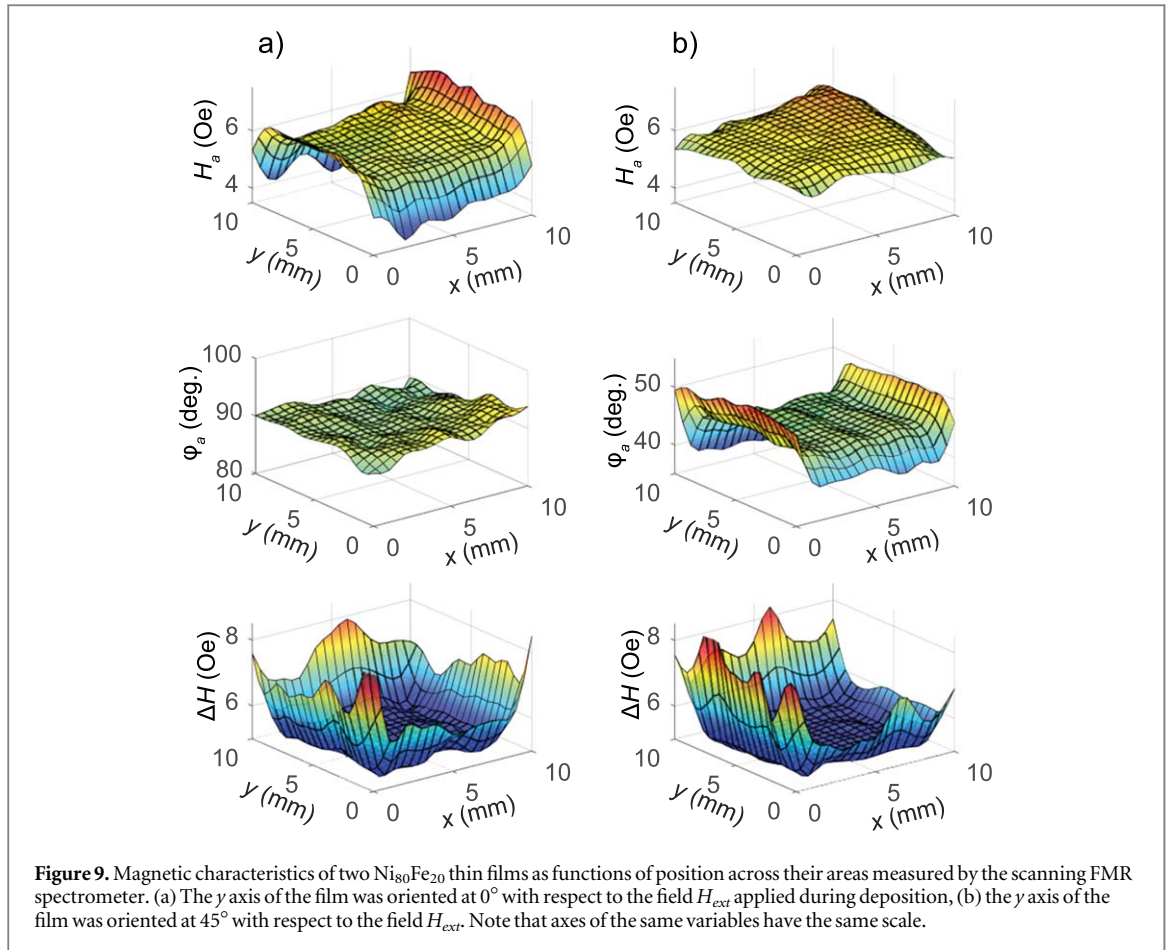 a)
b)
H_a (Oe)
6
4
10
5
0
y (mm)
0
5
10
x (mm)
H_a (Oe)
6
4
10
5
0
y (mm)
0
5
10
x (mm)
φ_a (deg.)
100
90
80
10
5
0
y (mm)
0
5
10
x (mm)
φ_a (deg.)
50
40
10
5
0
y (mm)
0
5
10
x (mm)
ΔH (Oe)
8
6
10
5
0
y (mm)
0
5
10
x (mm)
ΔH (Oe)
8
6
10
5
0
y (mm)
0
5
10
x (mm)
Figure 9. Magnetic characteristics of two Ni₈₀Fe₂₀ thin films as functions of position across their areas measured by the scanning FMR
spectrometer. (a) The y axis of the film was oriented at 0° with respect to the field H_ext applied during deposition, (b) the y axis of the
film was oriented at 45° with respect to the field H_ext. Note that axes of the same variables have the same scale.